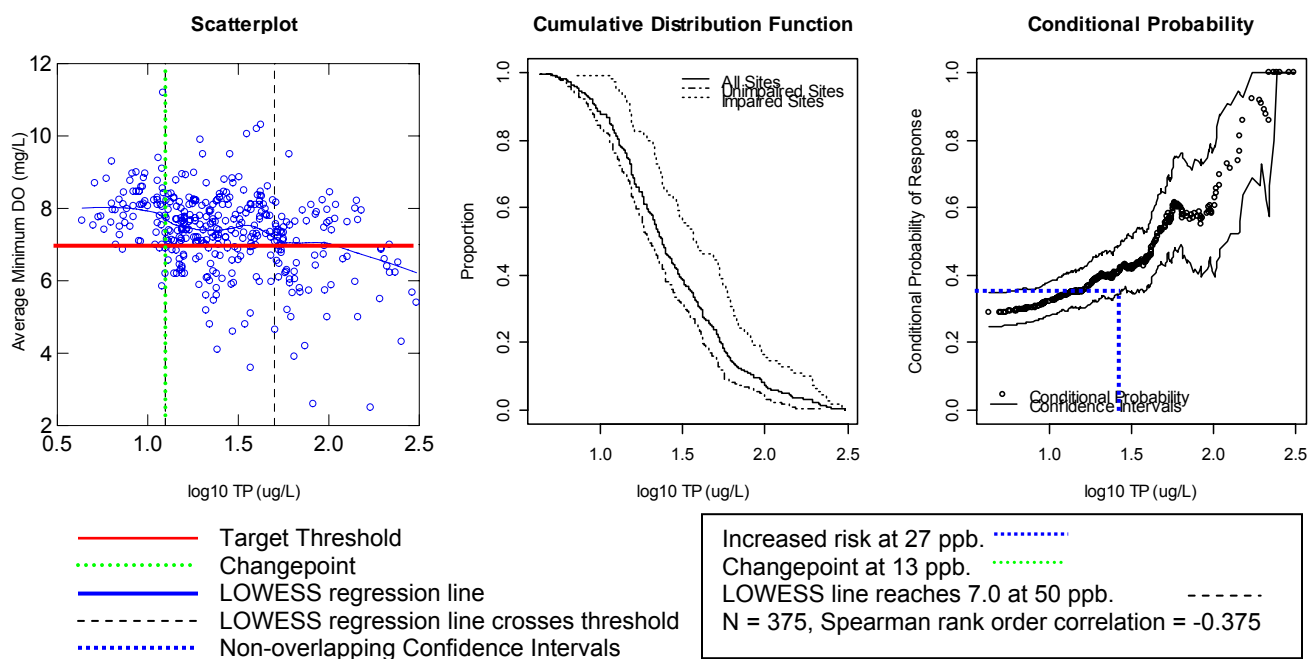 Scatterplot
12
10
8
6
4
2
0.5 1.0 1.5 2.0 2.5
Average Minimum DO (mg/L)
log10 TP (ug/L)
Cumulative Distribution Function
1.0
0.8
0.6
0.4
0.2
0.0
1.0 1.5 2.0 2.5
Proportion
log10 TP (ug/L)
All Sites
Unimpaired Sites
Impaired Sites
Conditional Probability
1.0
0.8
0.6
0.4
0.2
0.0
1.0 1.5 2.0 2.5
Conditional Probability of Response
log10 TP (ug/L)
Conditional Probability
Confidence Intervals
Target Threshold
Changepoint
LOWESS regression line
LOWESS regression line crosses threshold
Non-overlapping Confidence Intervals
Increased risk at 27 ppb.
Changepoint at 13 ppb.
LOWESS line reaches 7.0 at 50 ppb.
N = 375, Spearman rank order correlation = -0.375